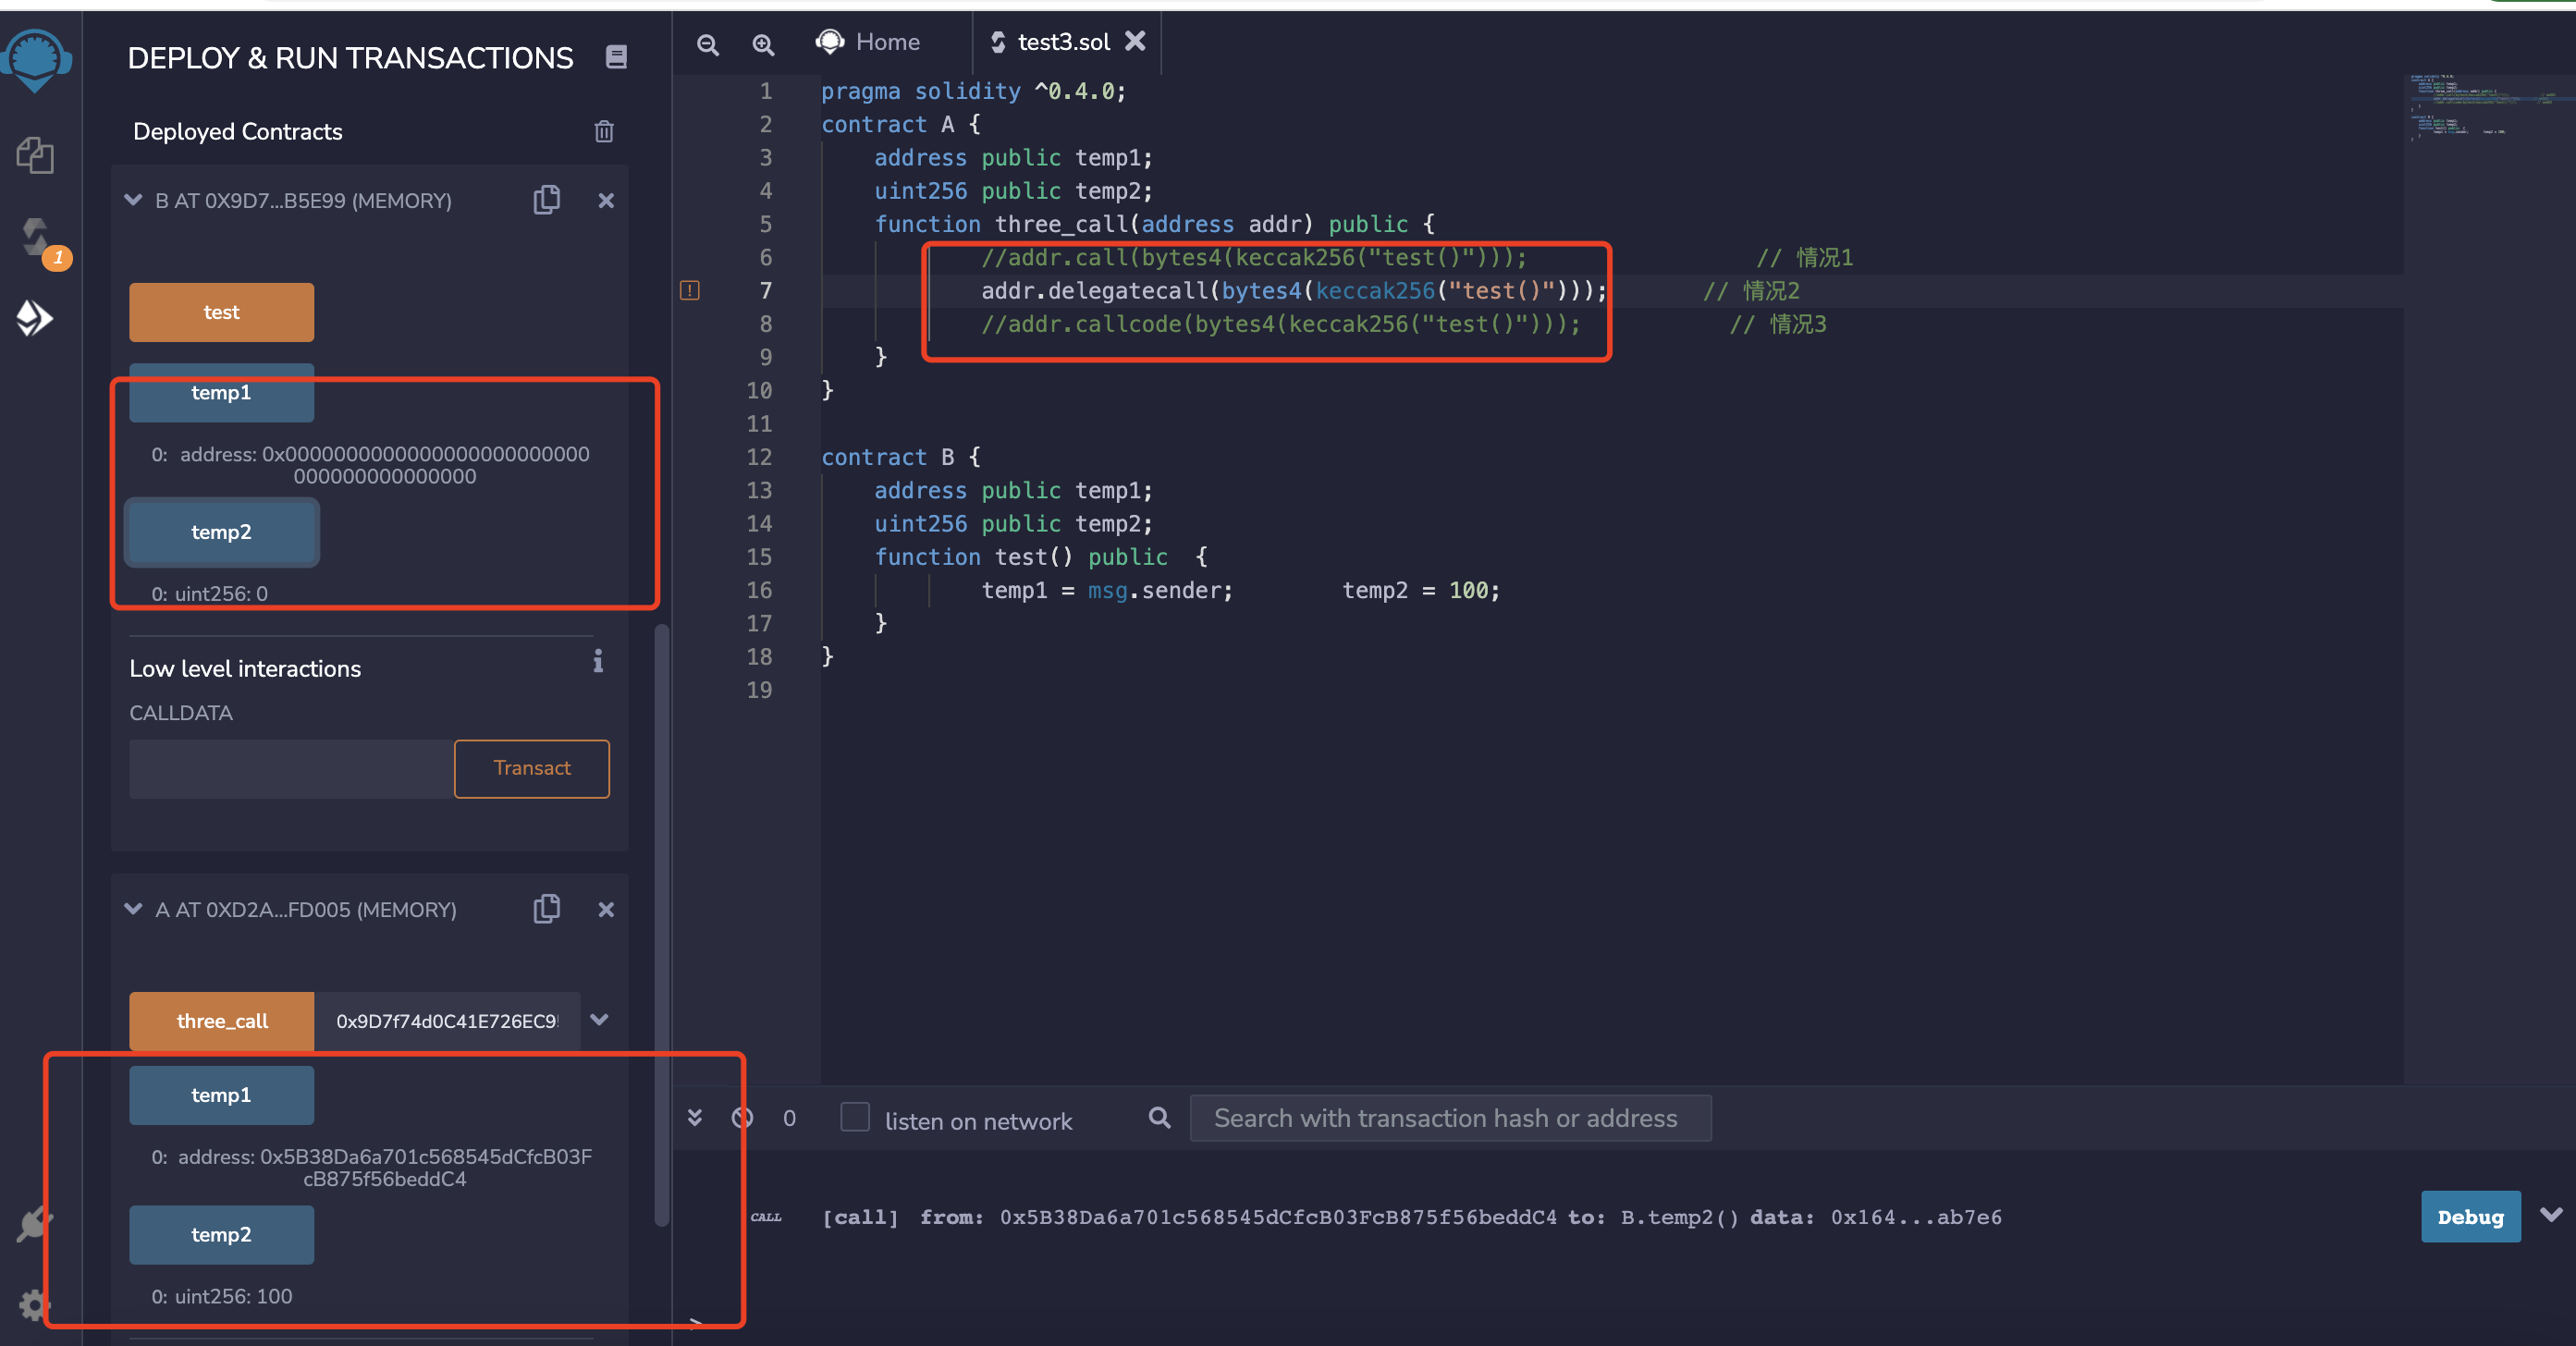 DEPLOY & RUN TRANSACTIONS
Deployed Contracts
B AT 0X9D7...B5E99 (MEMORY)
test
temp1
0: address: 0x0000000000000000000000000
000000000000000
temp2
0: uint256: 0
Low level interactions
CALLDATA
Transact
A AT 0XD2A...FD005 (MEMORY)
three_call 0x9D7f74d0C41E726EC9
temp1
0: address: 0x5B38Da6a701c568545dCfcB03F
cB875f56beddC4
temp2
0: uint256: 100
1
Home test3.sol
1 pragma solidity ^0.4.0;
2 contract A {
3 address public temp1;
4 uint256 public temp2;
5 function three_call(address addr) public {
6 //addr.call(bytes4(keccak256("test()"))); // 情况1
7 addr.delegatecall(bytes4(keccak256("test()"))); // 情况2
8 //addr.callcode(bytes4(keccak256("test()"))); // 情况3
9 }
10 }
11
12 contract B {
13 address public temp1;
14 uint256 public temp2;
15 function test() public {
16 temp1 = msg.sender; temp2 = 100;
17 }
18 }
19
0 listen on network Search with transaction hash or address
CALL [call] from: 0x5B38Da6a701c568545dCfcB03FcB875f56beddC4 to: B.temp2() data: 0x164...ab7e6 Debug
>